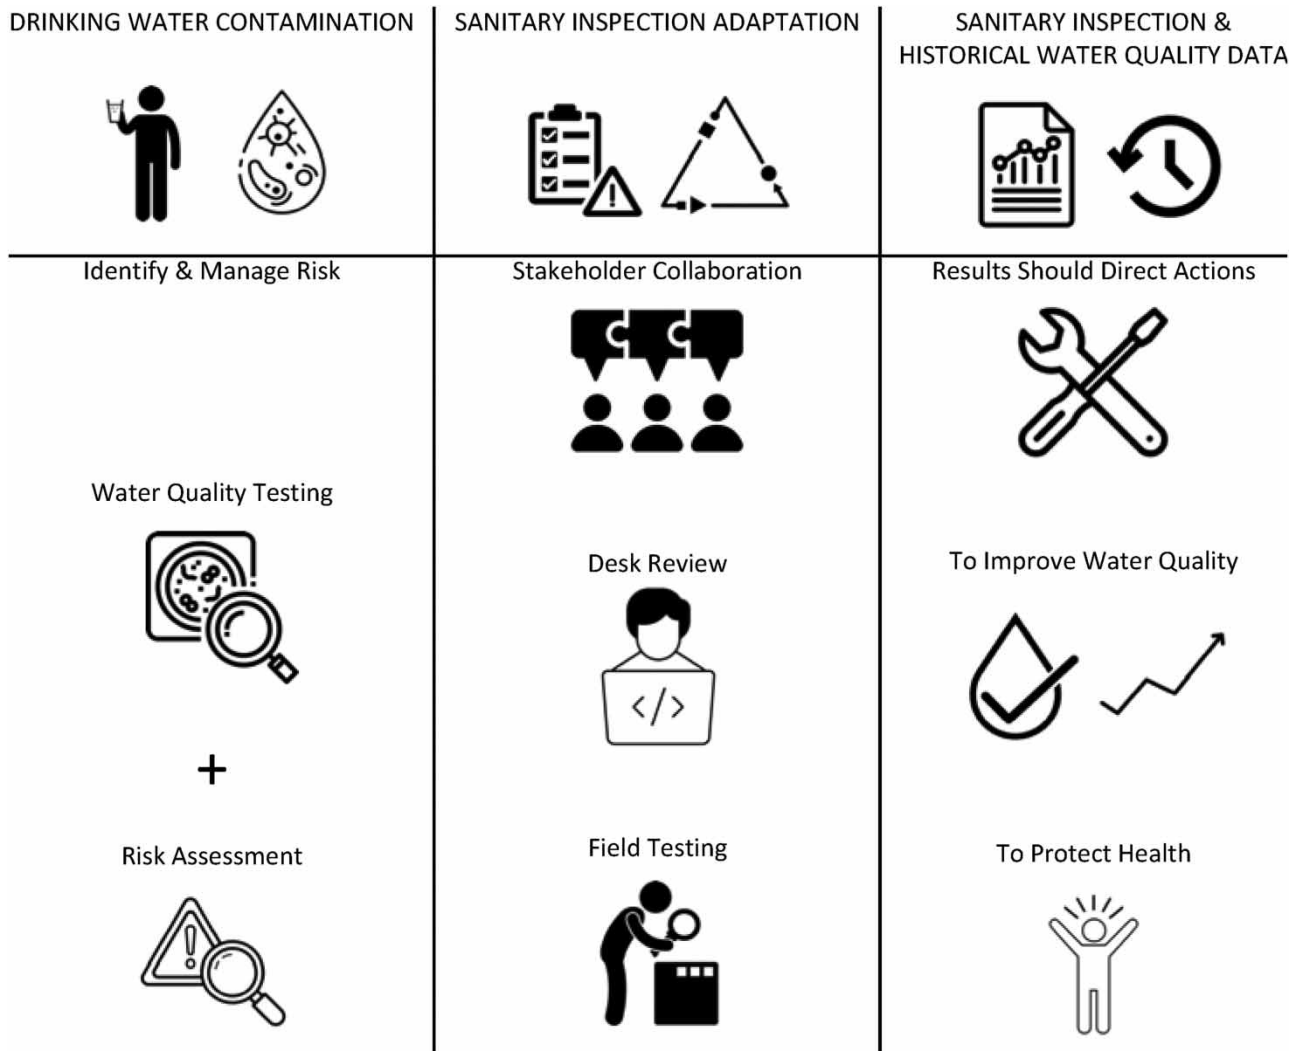 DRINKING WATER CONTAMINATION
Identify & Manage Risk
Water Quality Testing
+
Risk Assessment
SANITARY INSPECTION ADAPTATION
Stakeholder Collaboration
Desk Review
</>
Field Testing
SANITARY INSPECTION &
HISTORICAL WATER QUALITY DATA
Results Should Direct Actions
To Improve Water Quality
To Protect Health